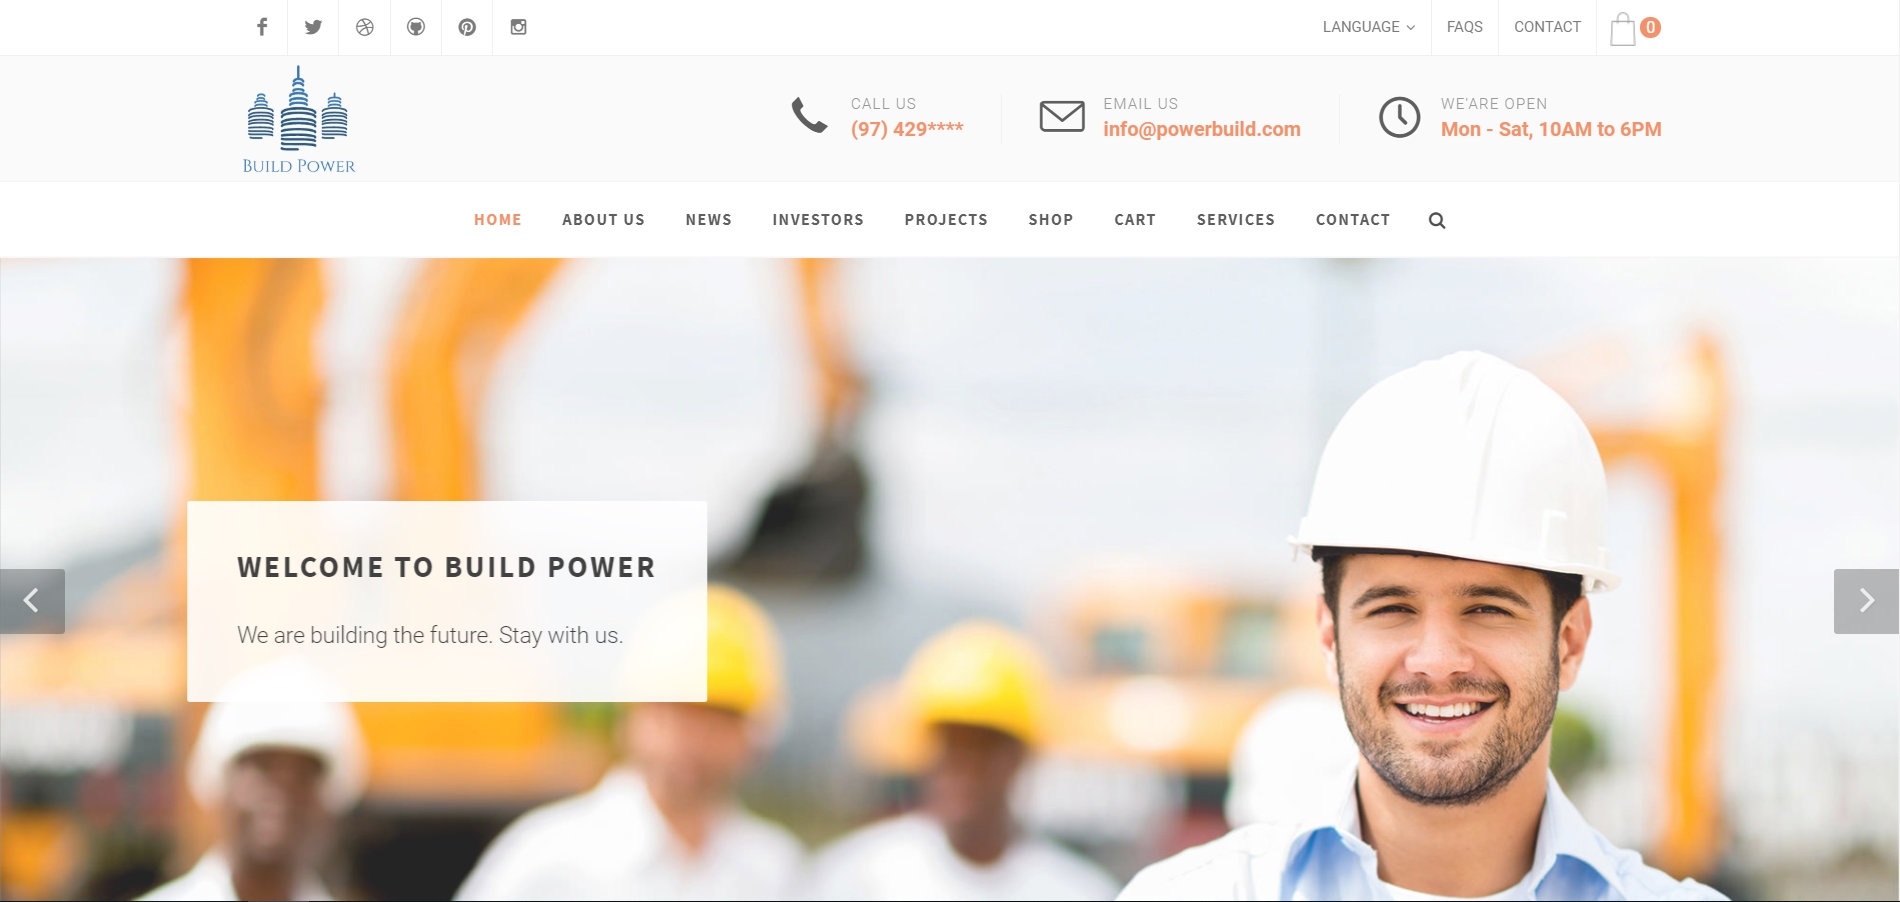 LANGUAGE
FAQS
CONTACT
0
BUILD POWER
CALL US
(97) 429****
EMAIL US
info@powerbuild.com
WE'ARE OPEN
Mon - Sat, 10AM to 6PM
HOME
ABOUT US
NEWS
INVESTORS
PROJECTS
SHOP
CART
SERVICES
CONTACT
WELCOME TO BUILD POWER
We are building the future. Stay with us.